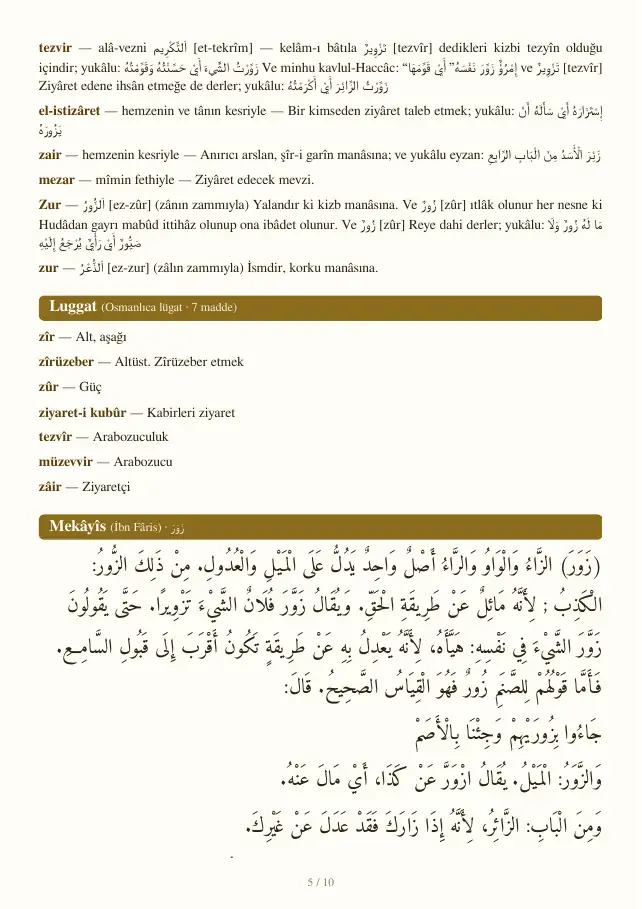 tezvir — alâ-vezni اَلتَّكْرِيم [et-tekrîm] — kelâm-ı bâtıla تَزْوِيرٌ [tezvîr] dedikleri kizbi tezyîn olduğu
içindir; yukâlu: زَوَّرْتُ الشَّيْءَ أَيْ حَسَّنْتُهُ وَقَوَّمْتُهُ Ve minhu kavlul-Haccâc: “إِمْرُؤٌ زَوَّرَ نَفْسَهُ” أَيْ قَوَّمَهَا ve تَزْوِيرٌ [tezvîr]
Ziyâret edene ihsân etmeğe de derler; yukâlu: زَوَّرْتُ الزَّائِرَ أَيْ أَكْرَمْتُهُ
el-istizâret — hemzenin ve tânın kesriyle — Bir kimseden ziyâret taleb etmek; yukâlu: إِسْتَزَارَهُ أَيْ سَأَلَهُ أَنْ
يَزُورَهُ
zair — hemzenin kesriyle — Anırıcı arslan, şîr-i garîn manâsına; ve yukâlu eyzan: زَئِرَ الْأَسَدُ مِنَ الْبَابِ الرَّابِعِ
mezar — mîmin fethiyle — Ziyâret edecek mevzi.
Zur — اَلزُّورُ [ez-zûr] (zânın zammıyla) Yalandır ki kizb manâsına. Ve زُورٌ [zûr] ıtlâk olunur her nesne ki
Hudâdan gayrı mabûd ittihâz olunup ona ibâdet olunur. Ve زُورٌ [zûr] Reye dahi derler; yukâlu: مَا لَهُ زُورٌ وَلَا
صَيُّورٌ أَيْ رَأْيٌ يُرْجَعُ إِلَيْهِ
zur — اَلذُّعْرُ [ez-zur] (zâlın zammıyla) İsmdir, korku manâsına.
Luggat (Osmanlıca lügat · 7 madde)
zîr — Alt, aşağı
zîrüzeber — Altüst. Zîrüzeber etmek
zûr — Güç
ziyaret-i kubûr — Kabirleri ziyaret
tezvîr — Arabozuculuk
müzevvir — Arabozucu
zâir — Ziyaretçi
Mekâyîs (İbn Fâris) · زَوَرَ
(زَوَرَ) الزَّاءُ وَالْوَاوُ وَالرَّاءُ أَصْلٌ وَاحِدٌ يَدُلُّ عَلَى الْمَيْلِ وَالْعُدُولِ. مِنْ ذَلِكَ الزُّورُ:
الْكَذِبُ ; لِأَنَّهُ مَائِلٌ عَنْ طَرِيقَةِ الْحَقِّ. وَيُقَالُ زَوَّرَ فُلَانٌ الشَّيْءَ تَزْوِيرًا. حَتَّى يَقُولُونَ
زَوَّرَ الشَّيْءَ فِي نَفْسِهِ: هَيَّأَهُ، لِأَنَّهُ يَعْدِلُ بِهِ عَنْ طَرِيقَةٍ تَكُونُ أَقْرَبَ إِلَى قَبُولِ السَّامِعِ.
فَأَمَّا قَوْلُهُمْ لِلصَّنَمِ زُورٌ فَهُوَ الْقِيَاسُ الصَّحِيحُ. قَالَ:
جَاءُوا بِزُورَيْهِمْ وَجِئْنَا بِالْأَصَمْ
وَالزَّوَرُ: الْمَيْلُ. يُقَالُ ازْوَرَّ عَنْ كَذَا، أَيْ مَالَ عَنْهُ.
وَمِنَ الْبَابِ: الزَّائِرُ، لِأَنَّهُ إِذَا زَارَكَ فَقَدْ عَدَلَ عَنْ غَيْرِكَ.
5 / 10